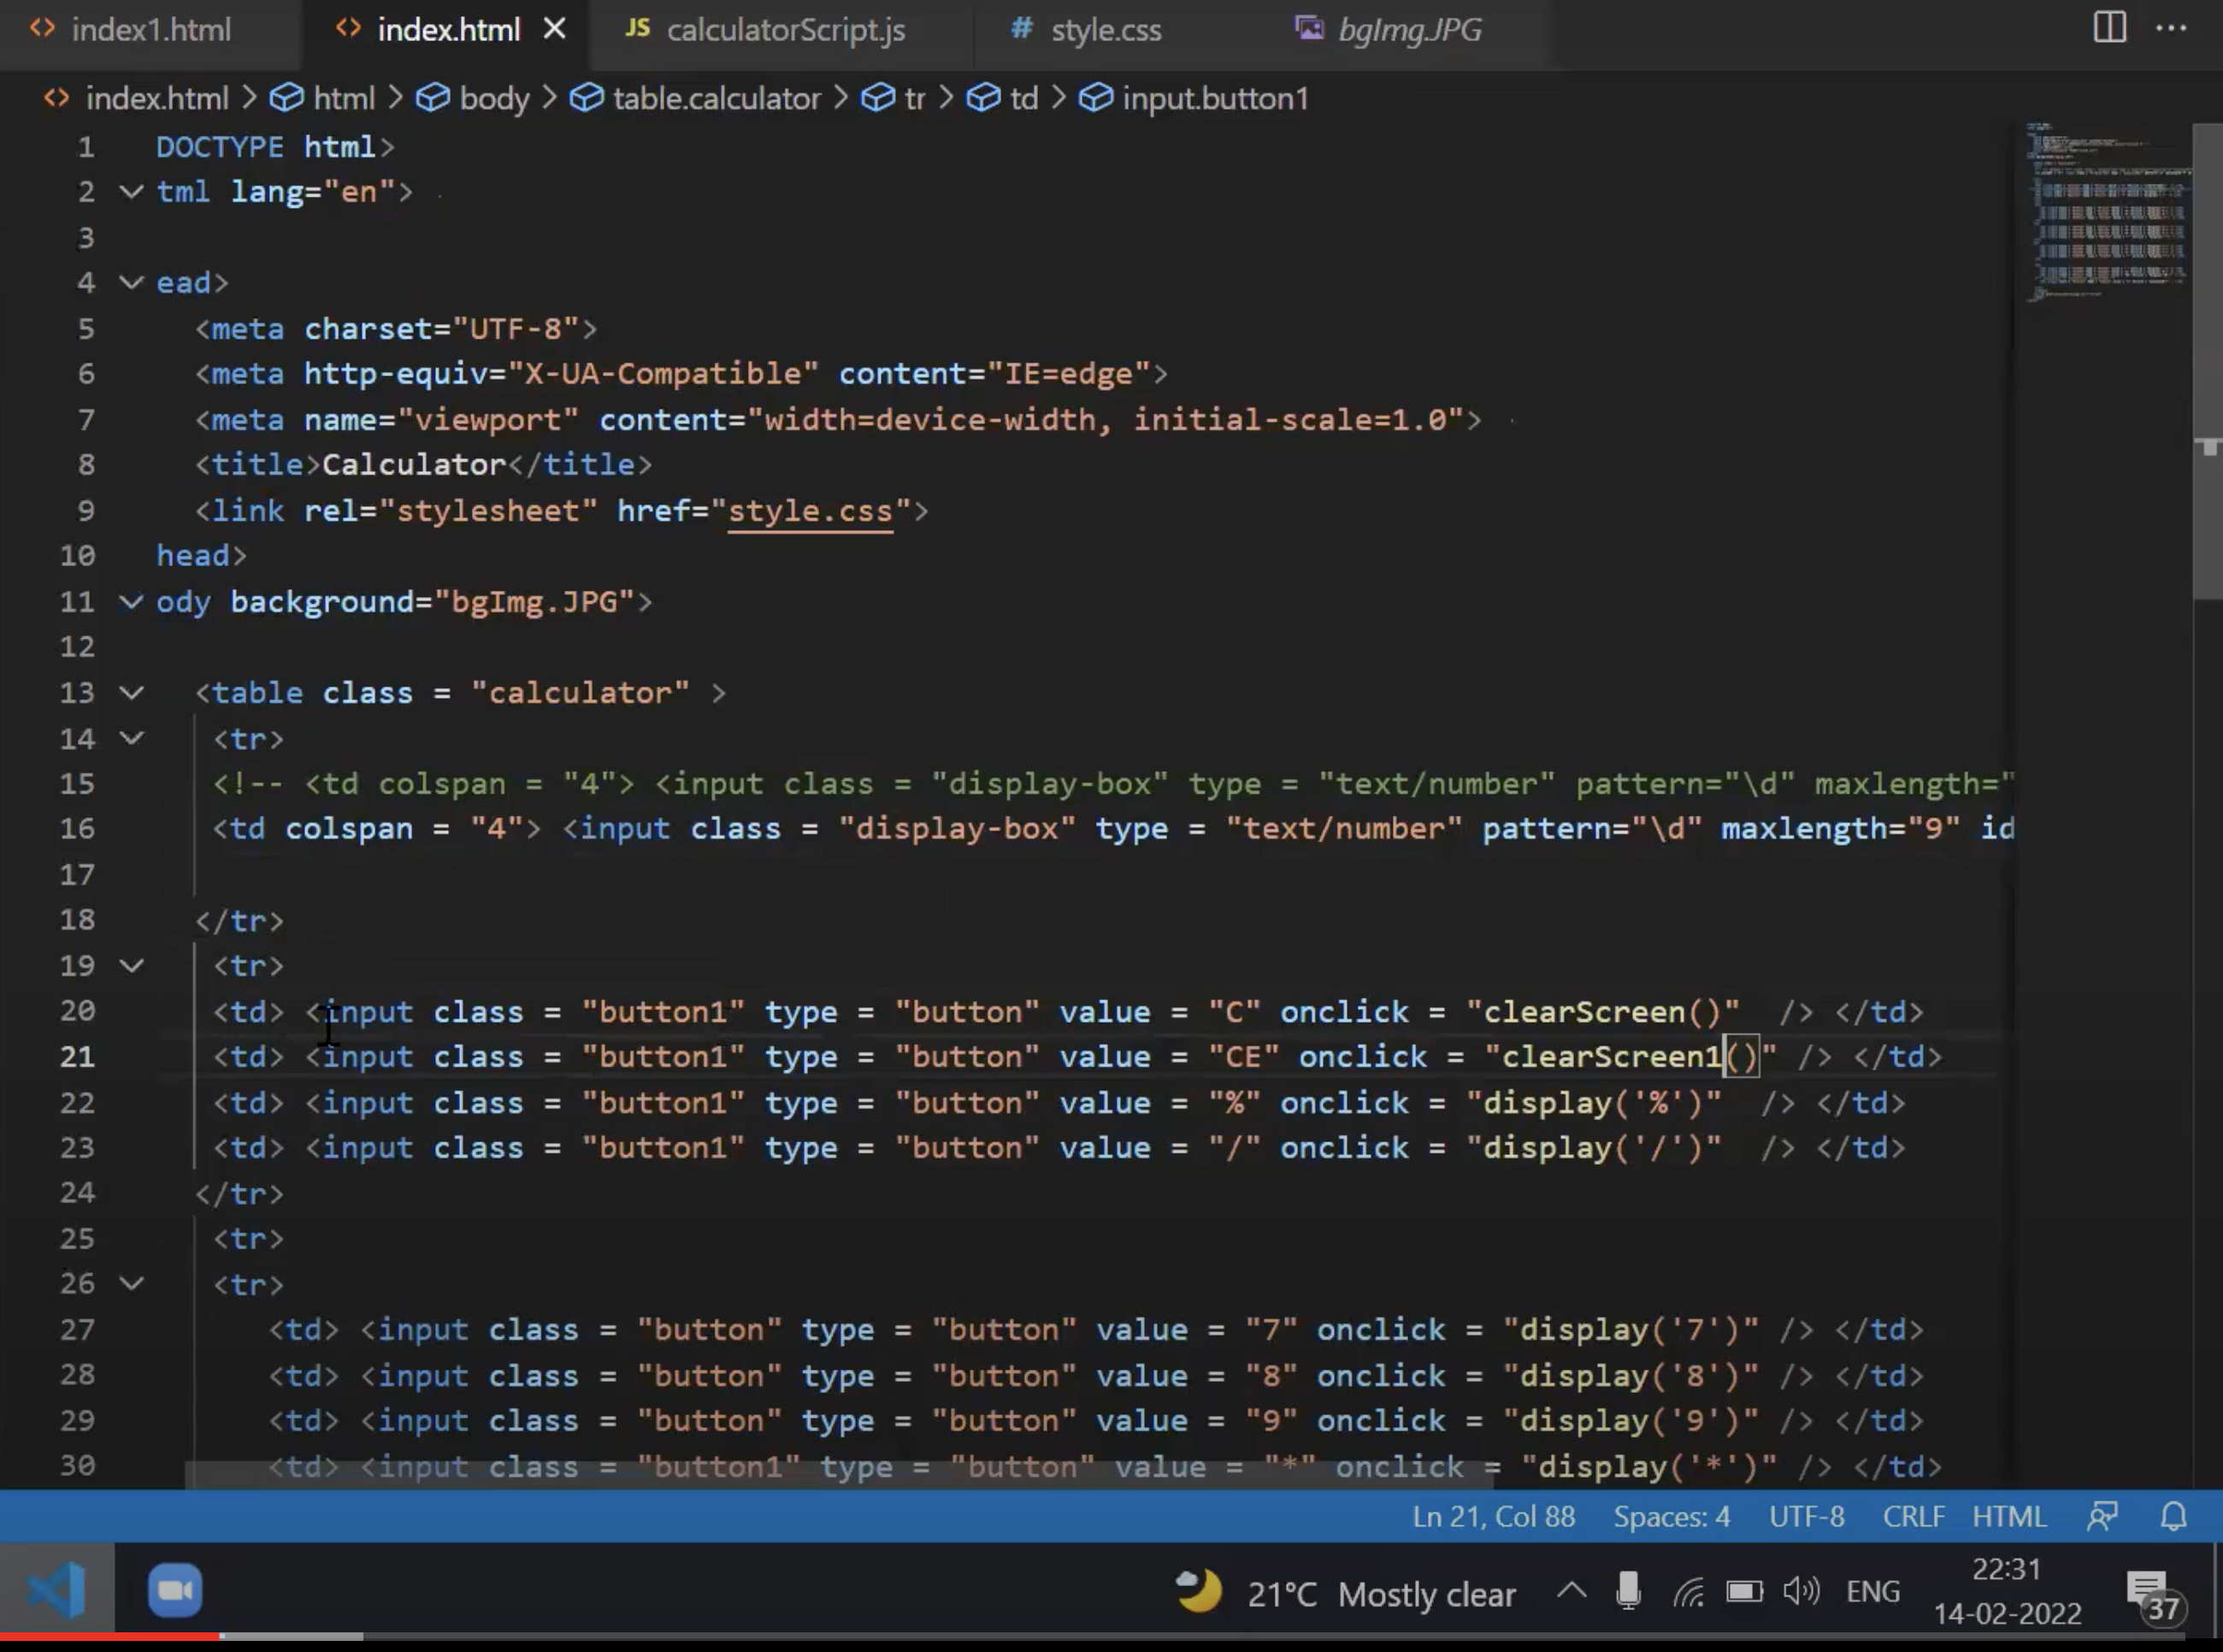 index1.html index.html JS calculatorScript.js # style.css bgImg.JPG
index.html > html > body > table.calculator > tr > td > input.button1
1 DOCTYPE html>
2 tml lang="en">
3
4 ead>
5 <meta charset="UTF-8">
6 <meta http-equiv="X-UA-Compatible" content="IE=edge">
7 <meta name="viewport" content="width=device-width, initial-scale=1.0">
8 <title>Calculator</title>
9 <link rel="stylesheet" href="style.css">
10 head>
11 ody background="bgImg.JPG">
12
13 <table class = "calculator" >
14 <tr>
15 <!-- <td colspan = "4"> <input class = "display-box" type = "text/number" pattern="\d" maxlength="
16 <td colspan = "4"> <input class = "display-box" type = "text/number" pattern="\d" maxlength="9" id
17
18 </tr>
19 <tr>
20 <td> <input class = "button1" type = "button" value = "C" onclick = "clearScreen()" /> </td>
21 <td> <input class = "button1" type = "button" value = "CE" onclick = "clearScreen1()" /> </td>
22 <td> <input class = "button1" type = "button" value = "%" onclick = "display('%')" /> </td>
23 <td> <input class = "button1" type = "button" value = "/" onclick = "display('/')" /> </td>
24 </tr>
25 <tr>
26 <tr>
27 <td> <input class = "button" type = "button" value = "7" onclick = "display('7')" /> </td>
28 <td> <input class = "button" type = "button" value = "8" onclick = "display('8')" /> </td>
29 <td> <input class = "button" type = "button" value = "9" onclick = "display('9')" /> </td>
30 <td> <input class = "button1" type = "button" value = "*" onclick = "display('*')" /> </td>
Ln 21, Col 88 Spaces: 4 UTF-8 CRLF HTML
21°C Mostly clear ENG 22:31
14-02-2022 37